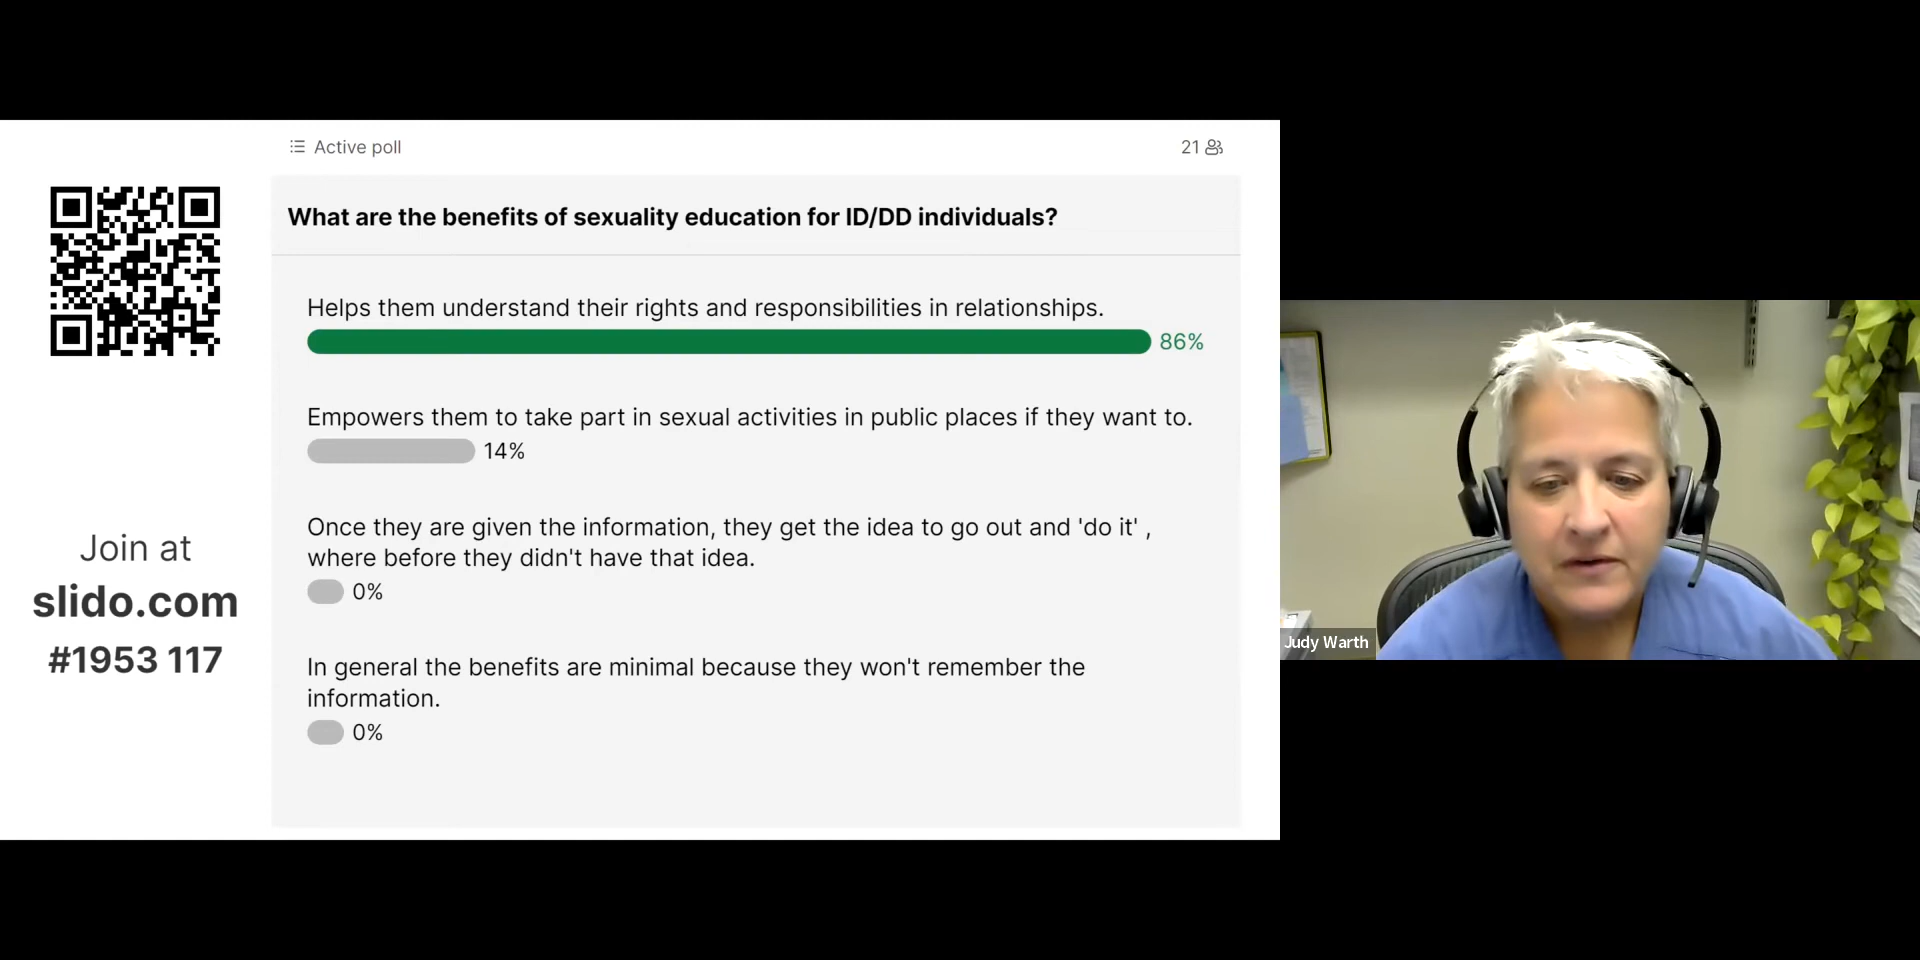 Active poll
21
What are the benefits of sexuality education for ID/DD individuals?
Helps them understand their rights and responsibilities in relationships.
86%
Empowers them to take part in sexual activities in public places if they want to.
14%
Once they are given the information, they get the idea to go out and 'do it' ,
where before they didn't have that idea.
0%
In general the benefits are minimal because they won't remember the
information.
0%
Join at
slido.com
#1953 117
Judy Warth